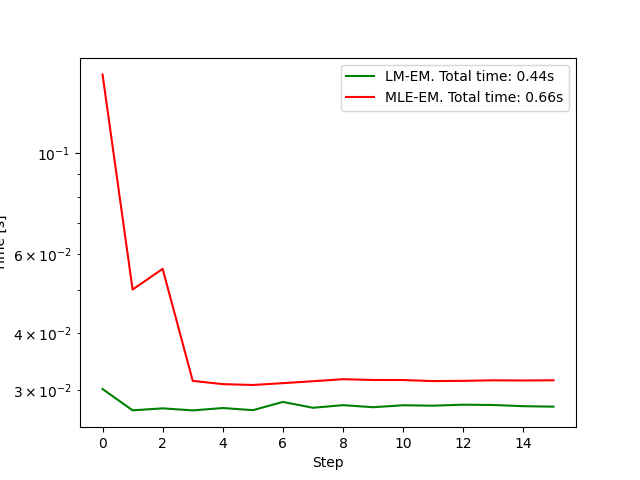 LM-EM. Total time: 0.44s
MLE-EM. Total time: 0.66s
10⁻¹
6 × 10⁻²
4 × 10⁻²
3 × 10⁻²
Time [s]
0 2 4 6 8 10 12 14
Step